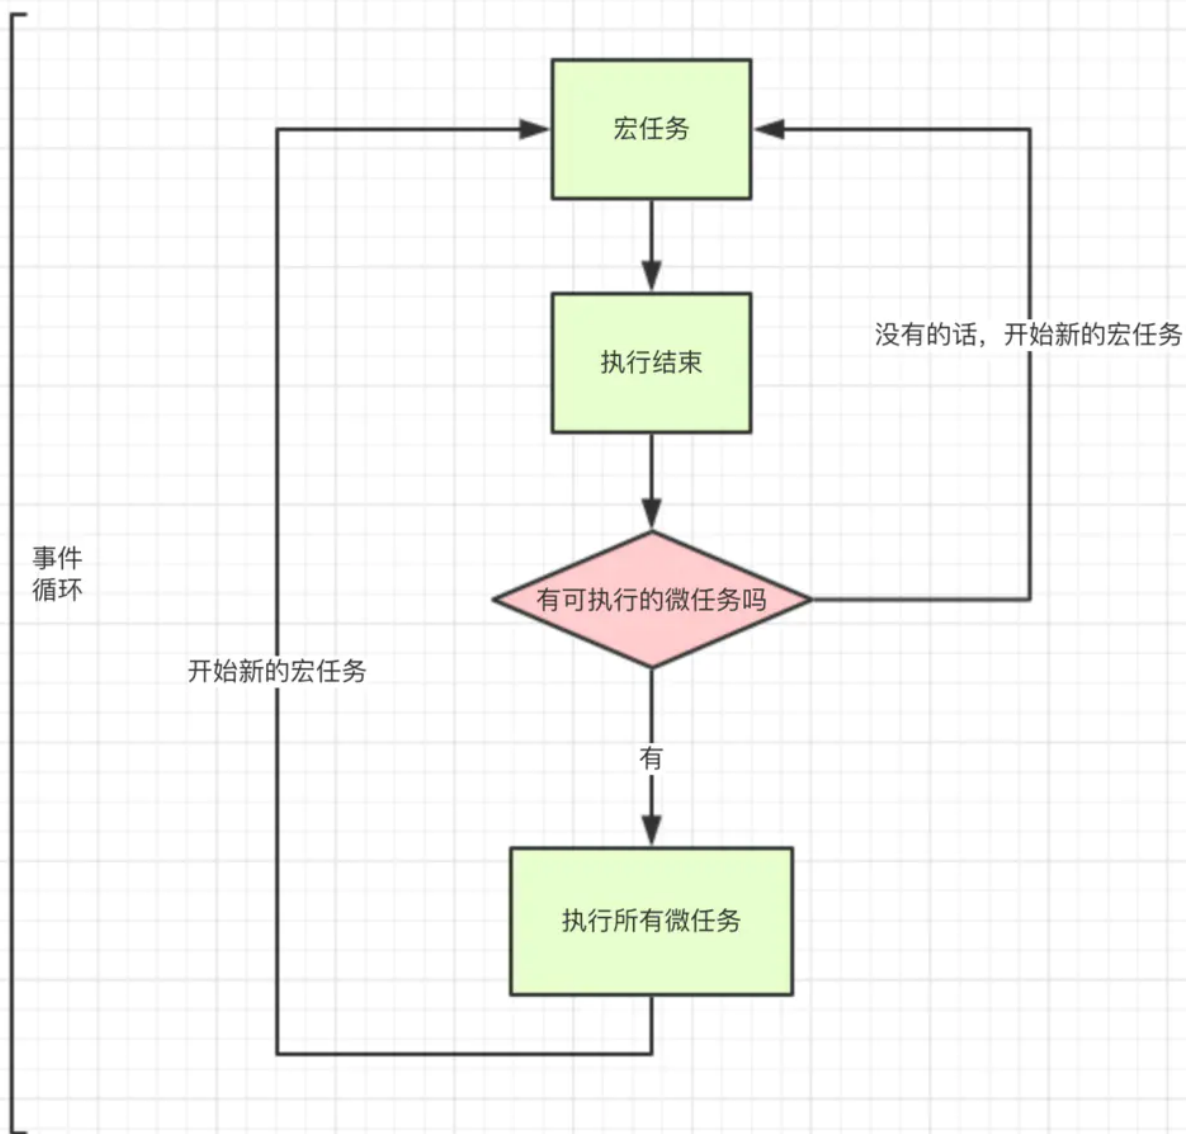 宏任务
没有的话，开始新的宏任务
执行结束
事件
循环
有可执行的微任务吗
开始新的宏任务
有
执行所有微任务